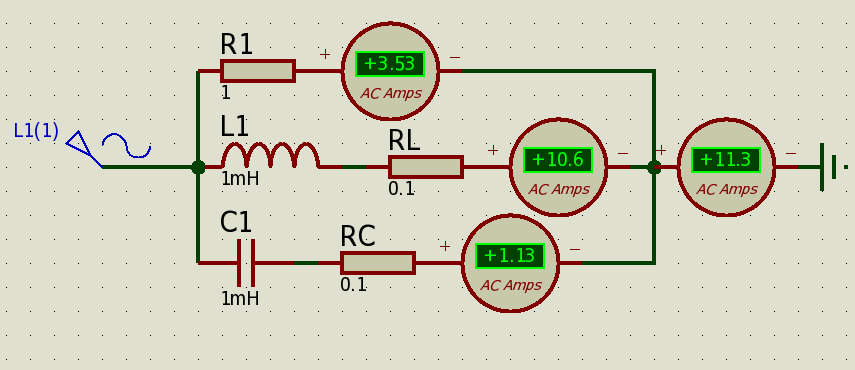 R1
+3.53
AC Amps
1
L1(1)
L1
RL
1mH
0.1
+10.6
AC Amps
+11.3
AC Amps
C1
RC
1mH
0.1
+1.13
AC Amps